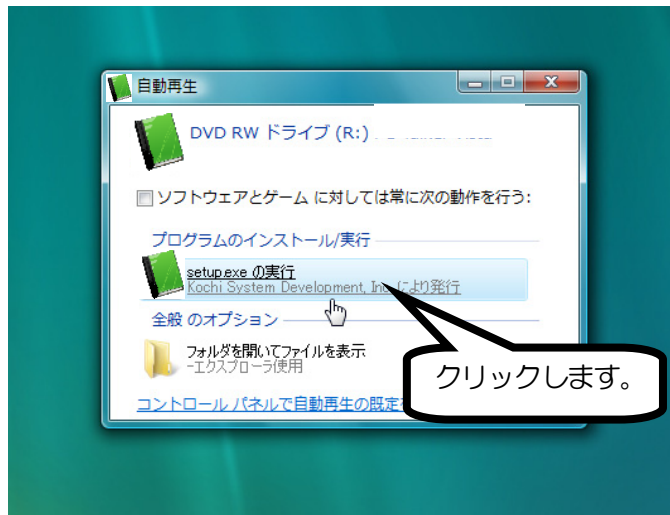 自動再生
DVD RW ドライブ (R:)
ソフトウェアとゲーム に対しては常に次の動作を行う:
プログラムのインストール/実行
setup.exe の実行
Kochi System Development, Inc. により発行
全般 のオプション
フォルダを開いてファイルを表示
-エクスプローラ使用
クリックします。
コントロール パネルで自動再生の既定